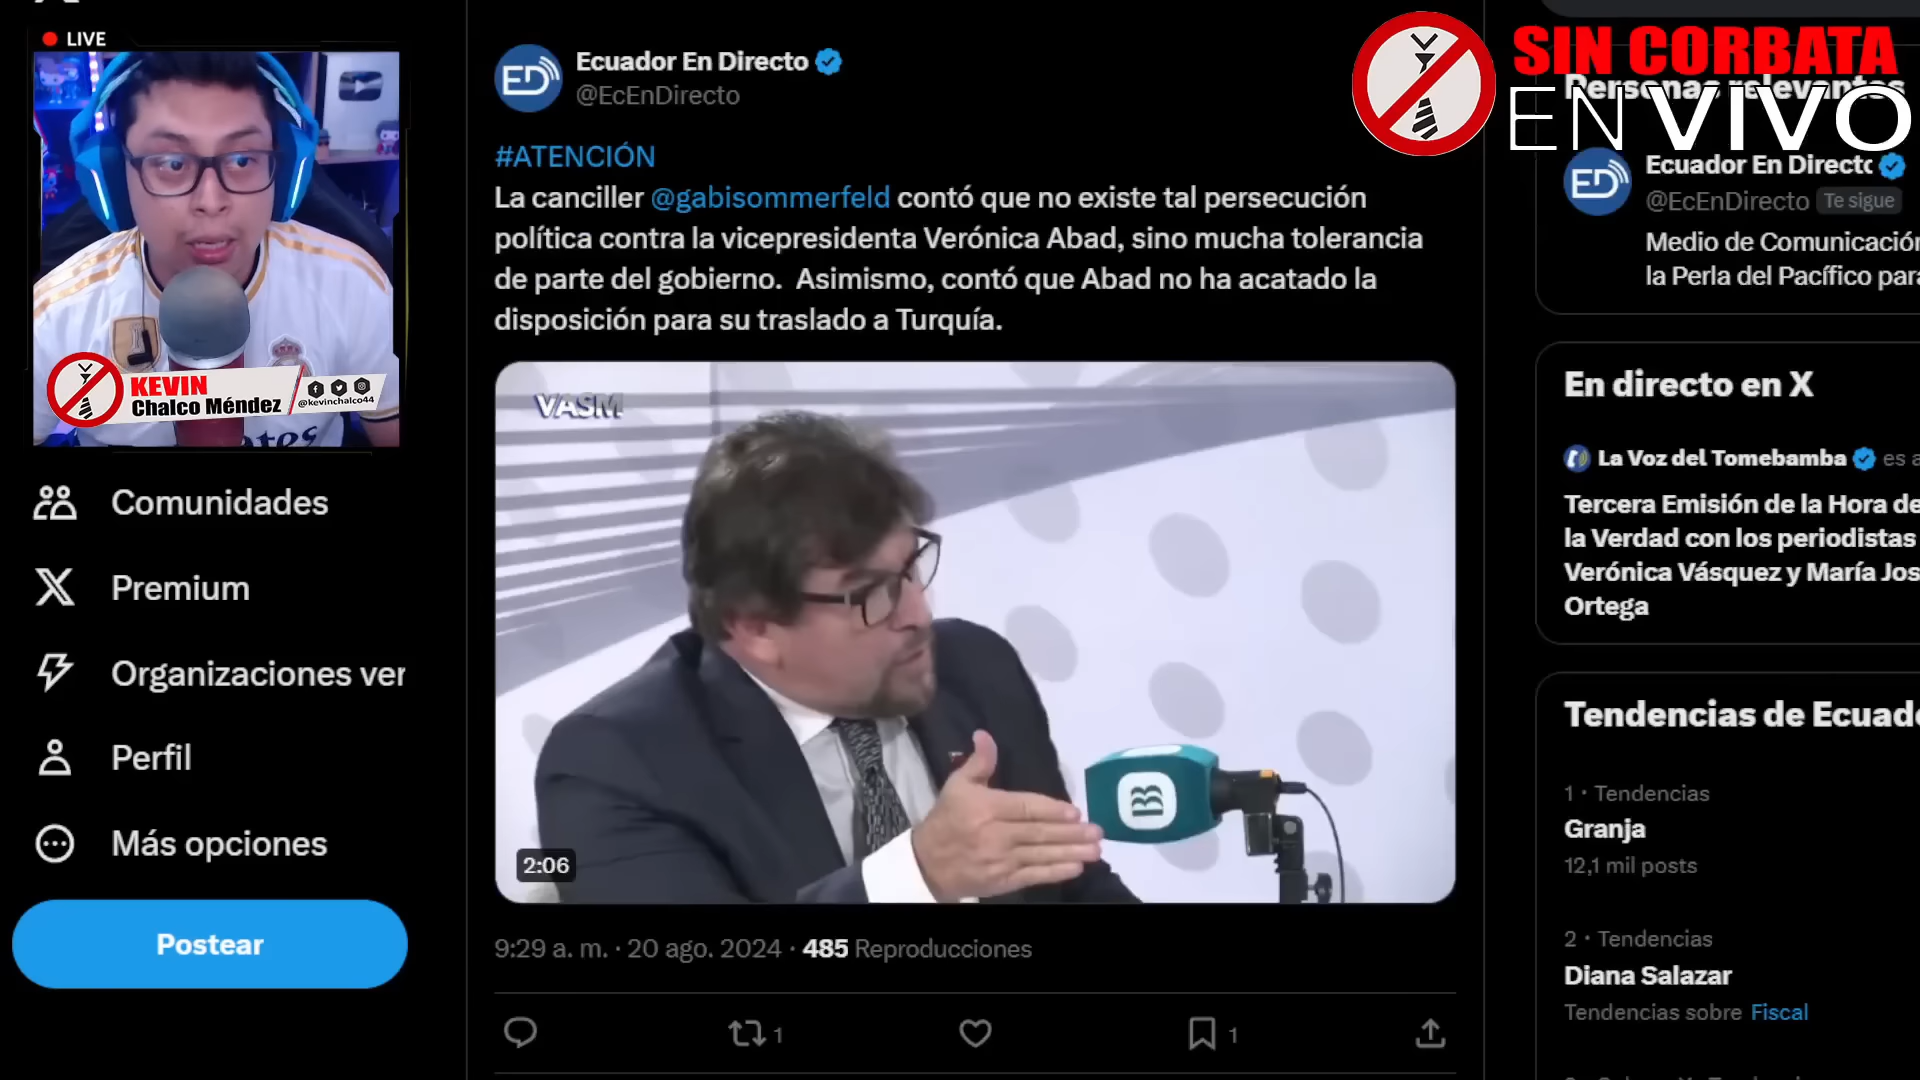 LIVE
KEVIN
Chalco Méndez
@kevinchalco44
Comunidades
Premium
Organizaciones ver
Perfil
Más opciones
Postear
ED
Ecuador En Directo
@EcEnDirecto
#ATENCIÓN
La canciller @gabisommerfeld contó que no existe tal persecución
política contra la vicepresidenta Verónica Abad, sino mucha tolerancia
de parte del gobierno. Asimismo, contó que Abad no ha acatado la
disposición para su traslado a Turquía.
VASM
2:06
9:29 a. m. · 20 ago. 2024 · 485 Reproducciones
1
1
SIN CORBATA
EN VIVO
Personas relevantes
ED
Ecuador En Directo
@EcEnDirecto Te sigue
Medio de Comunicación
la Perla del Pacífico para
En directo en X
La Voz del Tomebamba es a
Tercera Emisión de la Hora de
la Verdad con los periodistas
Verónica Vásquez y María Jos
Ortega
Tendencias de Ecuado
1 · Tendencias
Granja
12,1 mil posts
2 · Tendencias
Diana Salazar
Tendencias sobre Fiscal